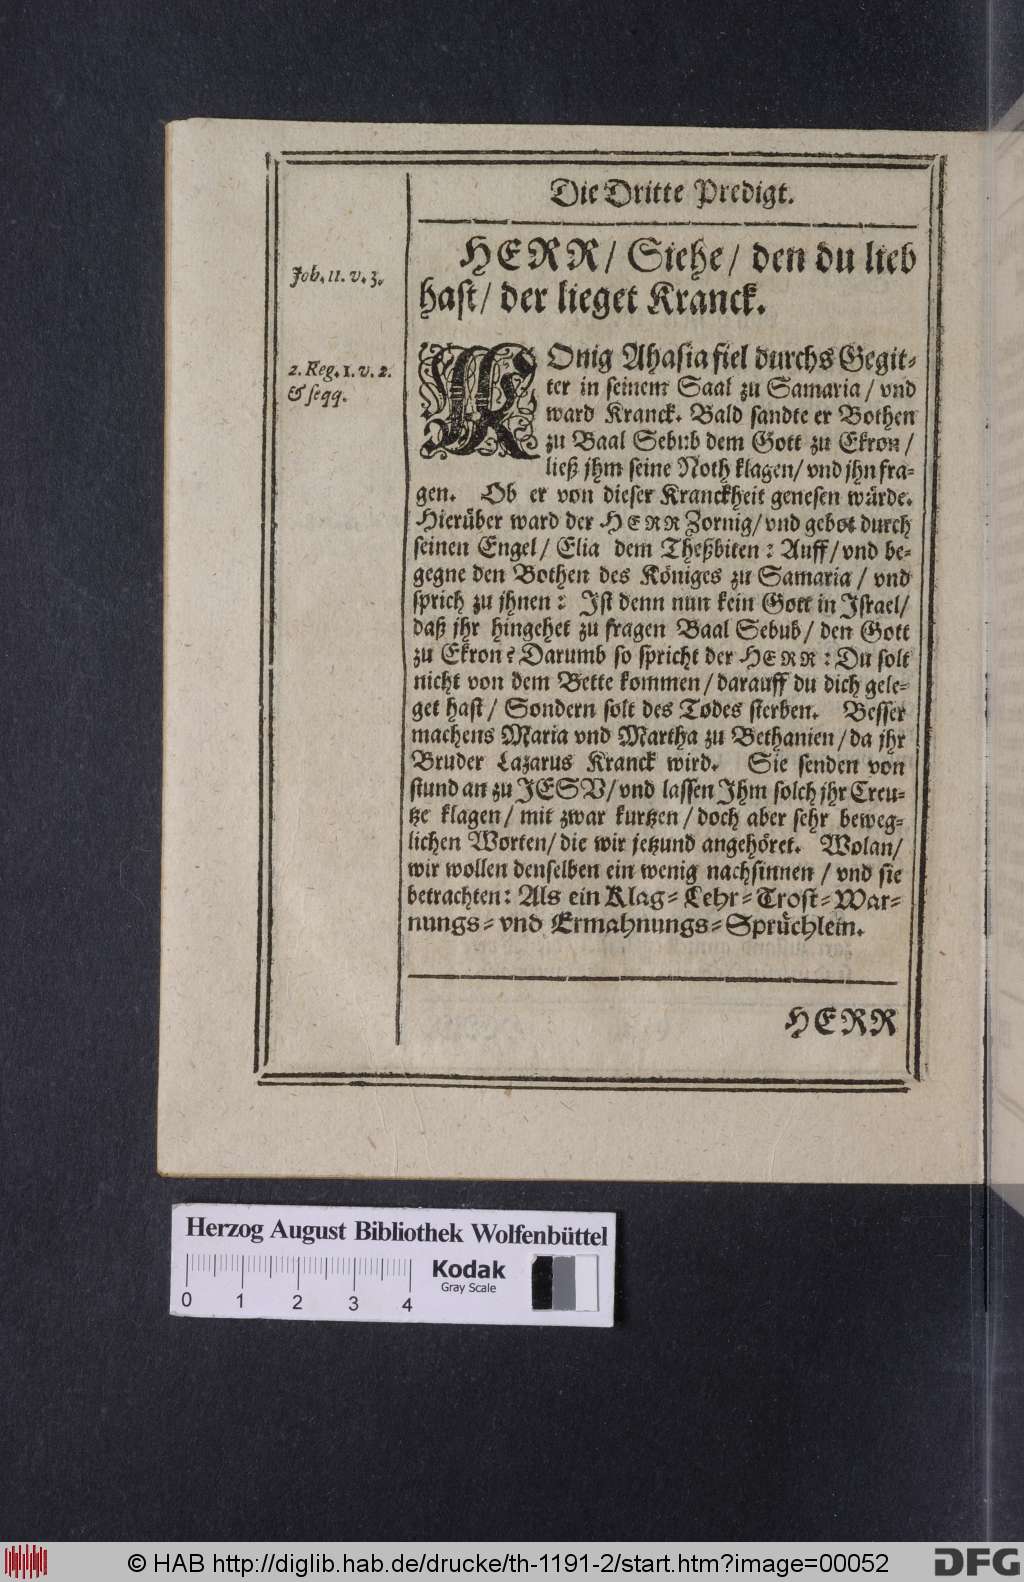 Die Dritte Predigt.
HERR/ Siehe/ den du lieb
hast/ der lieget Kranck.
Joh. 11. v. 3.
KOnig Ahasia fiel durchs Gegit-
2. Reg. 1. v. 2.
& seqq.
ter in seinem Saal zu Samaria/ vnd
ward Kranck. Bald sandte er Bothen
zu Baal Sebub dem Gott zu Ekron/
ließ jhm seine Noth klagen/ vnd jhn fra-
gen. Ob er von dieser Kranckheit genesen würde.
Hierüber ward der HERR Zornig/ vnd gebot durch
seinen Engel/ Elia dem Theßbiten: Auff/ vnd be-
gegne den Bothen des Königes zu Samaria/ vnd
sprich zu jhnen: Ist denn nun kein Gott in Israel/
daß jhr hingehet zu fragen Baal Sebub/ den Gott
zu Ekron? Darumb so spricht der HERR: Du solt
nicht von dem Bette kommen/ darauff du dich gele-
get hast/ Sondern solt des Todes sterben. Besser
machens Maria vnd Martha zu Bethanien/ da jhr
Bruder Lazarus Kranck wird. Sie senden von
stund an zu JESV/ vnd lassen Ihm solch jhr Creu-
tze klagen/ mit zwar kurtzen/ doch aber sehr beweg-
lichen Worten/ die wir jetzund angehöret. Wolan/
wir wollen denselben ein wenig nachsinnen/ vnd sie
betrachten: Als ein Klag-Lehr-Trost-War-
nungs-vnd Ermahnungs-Sprüchlein.
HERR
Herzog August Bibliothek Wolfenbüttel
Kodak
Gray Scale
0 1 2 3 4
© HAB http://diglib.hab.de/drucke/th-1191-2/start.htm?image=00052
DFG